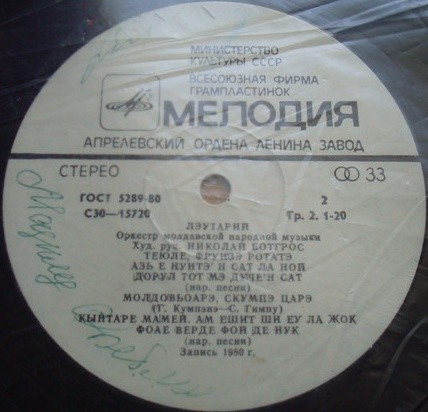 МИНИСТЕРСТВО
КУЛЬТУРЫ СССР
ВСЕСОЮЗНАЯ ФИРМА
ГРАМПЛАСТИНОК
МЕЛОДИЯ
АПРЕЛЕВСКИЙ ОРДЕНА ЛЕНИНА ЗАВОД
СТЕРЕО
33
ГОСТ 5289-80
2
С30—15720
Гр. 2. 1-20
ЛЭУТАРИЙ
Оркестр молдавской народной музыки
Худ. рук. НИКОЛАЙ БОТГРОС
ТЕЮЛЕ, ФРУНЗЭ РОТАТЭ
АЗЬ Е НУНТЭ И САТ ЛА НОЙ
ДОРУЛ ТОТ МЭ ДУЧЕ'Н САТ
(нар. песни)
МОЛДОВЬОАРЭ, СКУМПЭ ЦАРЭ
(Г. Кумпэнэ—С. Гимпу)
КЫНТАРЕ МАМЕЙ. АМ ЕШИТ ШИ ЕУ ЛА ЖОК
ФОАЕ ВЕРДЕ ФОЙ ДЕ НУК
(нар. песни)
Запись 1980 г.